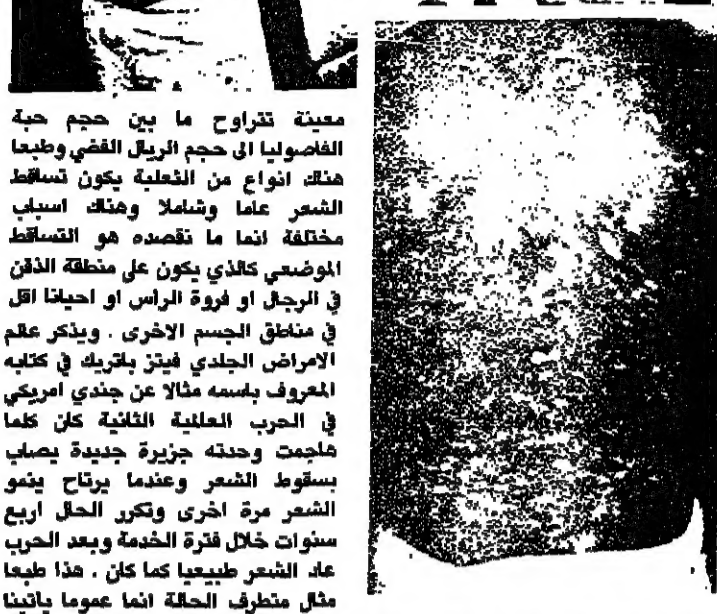 معينة تتراوح ما بين حجم حبة
الفاصوليا الى حجم الريال الفضي وطبعا
هناك انواع من الثعلبة يكون تساقط
الشعر عاما وشاملا وهناك اسباب
مختلفة انما ما نقصده هو التساقط
الموضعي كالذي يكون على منطقة الذقن
في الرجال او فروة الراس او احيانا اقل
في مناطق الجسم الاخرى . ويذكر عالم
الامراض الجلدي فيتز باتريك في كتابه
المعروف باسمه مثالا عن جندي امريكي
في الحرب العالمية الثانية كان كلما
هاجمت وحدته جزيرة جديدة يصاب
بسقوط الشعر وعندما يرتاح ينمو
الشعر مرة اخرى وتكرر الحال اربع
سنوات خلال فترة الخدمة وبعد الحرب
عاد الشعر طبيعيا كما كان . هذا طبعا
مثال متطرف الحالة انما عموما ياتينا